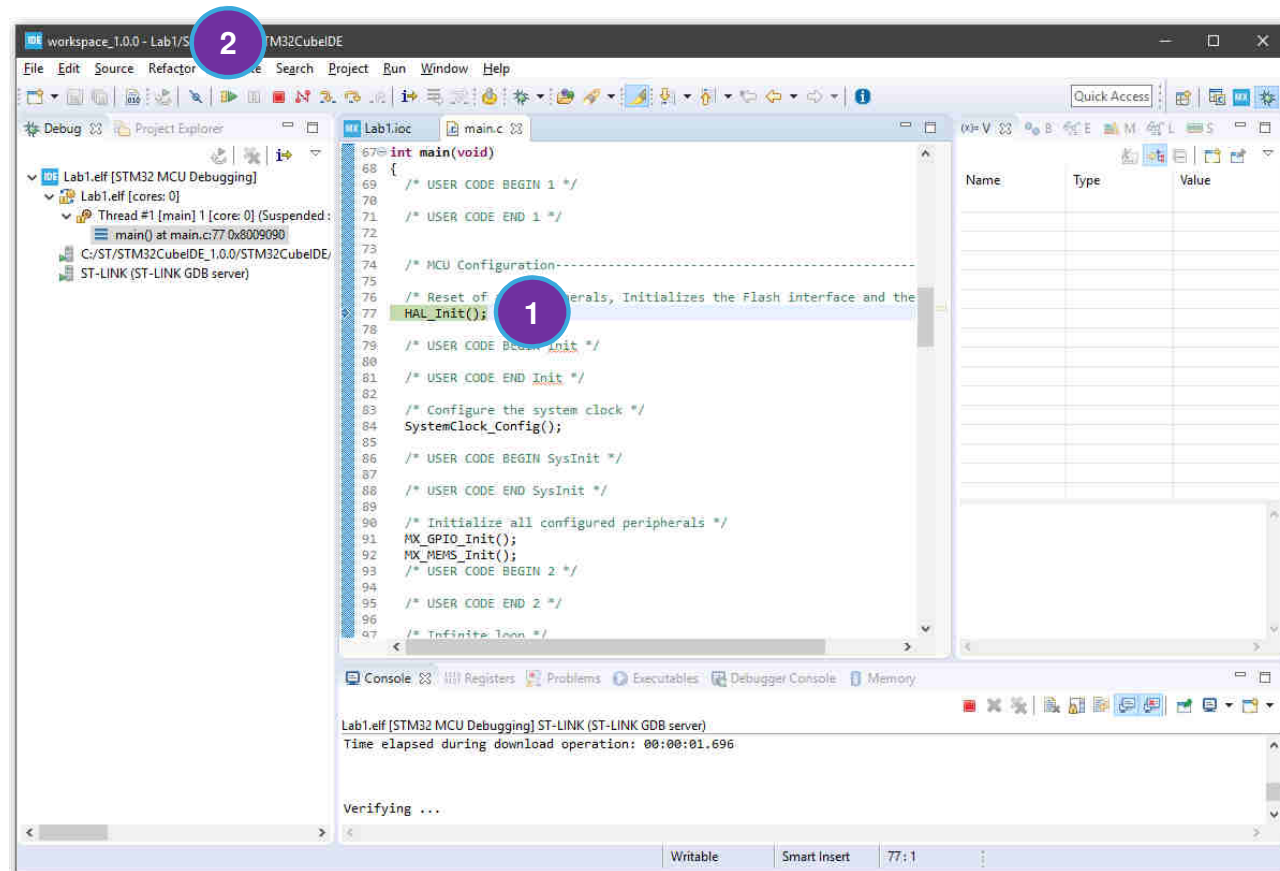 2
IDE workspace_1.0.0 - Lab1/S TM32CubeIDE
File Edit Source Refactor Search Project Run Window Help
Quick Access
MX
Debug Project Explorer
IDE Lab1.elf [STM32 MCU Debugging]
Lab1.elf [cores: 0]
Thread #1 [main] 1 [core: 0] (Suspended :
main() at main.c:77 0x8009090
C:/ST/STM32CubeIDE_1.0.0/STM32CubeIDE/
ST-LINK (ST-LINK GDB server)
MX Lab1.ioc main.c
67 int main(void)
68 {
69 /* USER CODE BEGIN 1 */
70
71 /* USER CODE END 1 */
72
73
74 /* MCU Configuration------------------------------------------------
75
76 /* Reset of erals, Initializes the Flash interface and the
77 HAL_Init();
1
78
79 /* USER CODE BEGIN Init */
80
81 /* USER CODE END Init */
82
83 /* Configure the system clock */
84 SystemClock_Config();
85
86 /* USER CODE BEGIN SysInit */
87
88 /* USER CODE END SysInit */
89
90 /* Initialize all configured peripherals */
91 MX_GPIO_Init();
92 MX_MEMS_Init();
93 /* USER CODE BEGIN 2 */
94
95 /* USER CODE END 2 */
96
97 /* Infinite loop */
(x)= V B E M L S
Name Type Value
Console Registers Problems Executables Debugger Console Memory
Lab1.elf [STM32 MCU Debugging] ST-LINK (ST-LINK GDB server)
Time elapsed during download operation: 00:00:01.696
Verifying ...
Writable Smart Insert 77 : 1